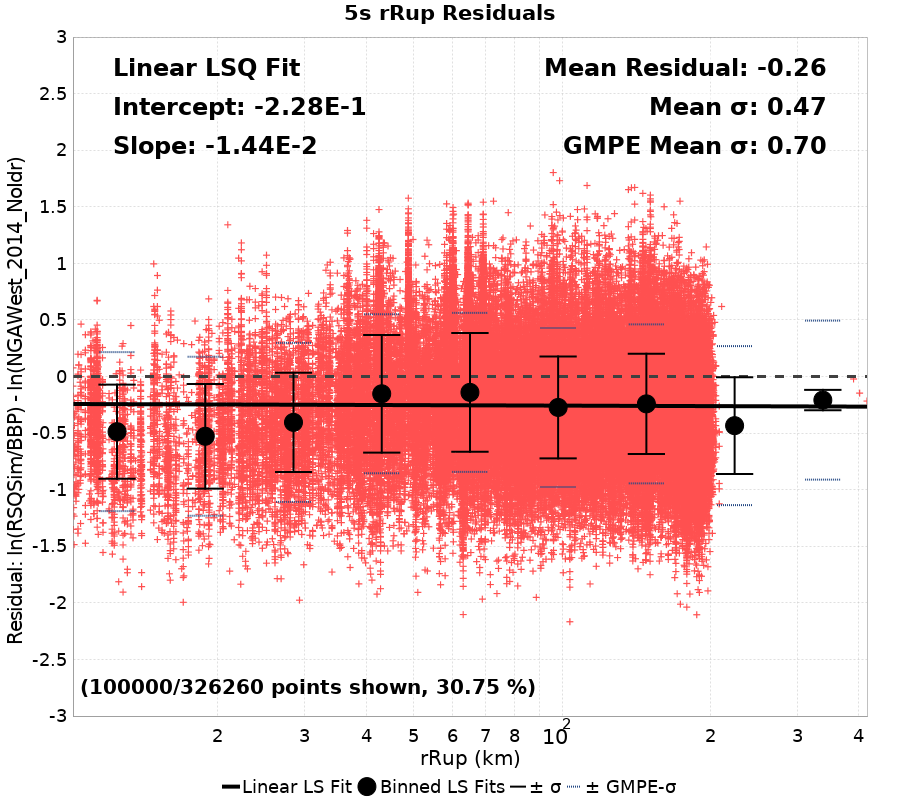 5s rRup Residuals
Linear LSQ Fit
Intercept: -2.28E-1
Slope: -1.44E-2
Mean Residual: -0.26
Mean σ: 0.47
GMPE Mean σ: 0.70
Residual: ln(RSQSim/BBP) - ln(NGAWest_2014_NoIdr)
3
2.5
2
1.5
1
0.5
0
-0.5
-1
-1.5
-2
-2.5
-3
(100000/326260 points shown, 30.75 %)
2 3 4 5 6 7 8 10² 2 3 4
rRup (km)
Linear LS Fit Binned LS Fits ± σ ± GMPE-σ